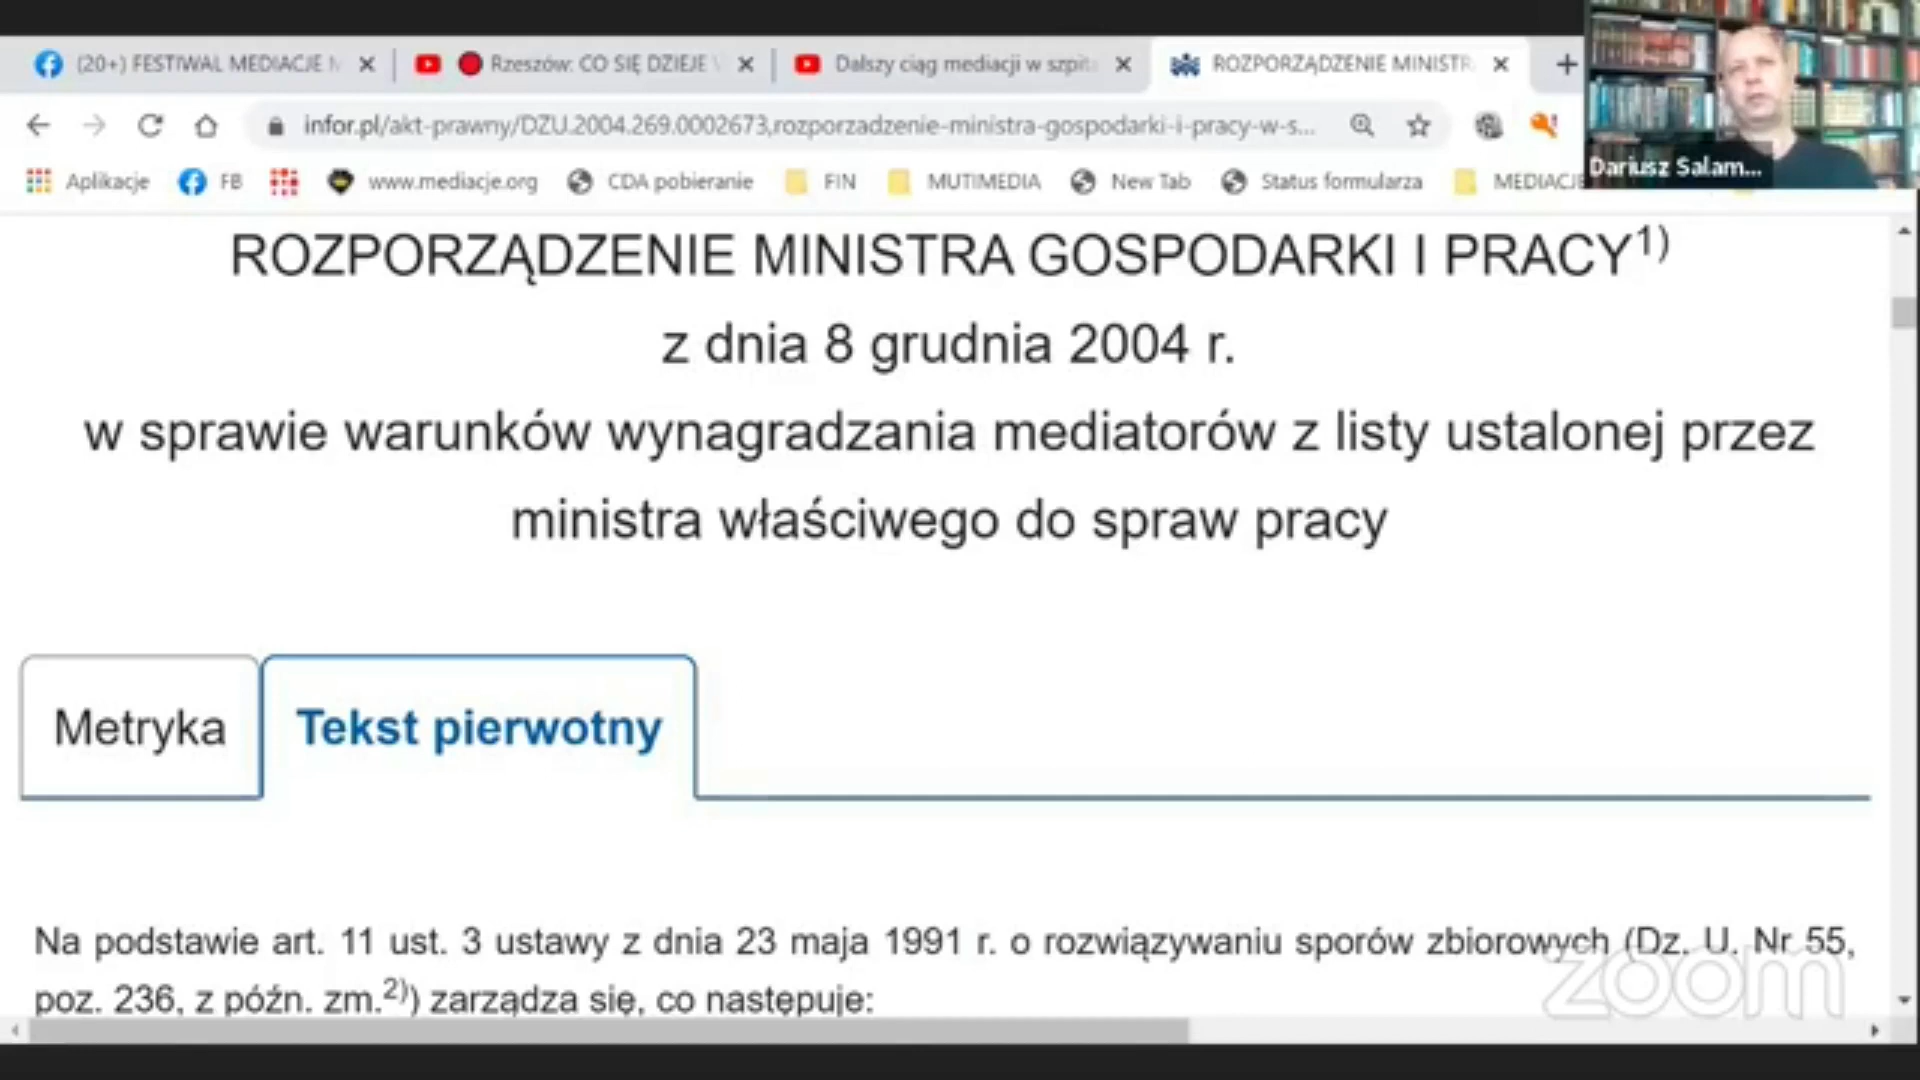 (20+) FESTIWAL MEDIACJE
Rzeszów: CO SIĘ DZIEJE
Dalszy ciąg mediacji w szpit
ROZPORZĄDZENIE MINISTR
infor.pl/akt-prawny/DZU.2004.269.0002673,rozporzadzenie-ministra-gospodarki-i-pracy-w-s...
Aplikacje FB www.mediacje.org CDA pobieranie FIN MUTIMEDIA New Tab Status formularza MEDIACJE
Dariusz Salam...
ROZPORZĄDZENIE MINISTRA GOSPODARKI I PRACY1)
z dnia 8 grudnia 2004 r.
w sprawie warunków wynagradzania mediatorów z listy ustalonej przez
ministra właściwego do spraw pracy
Metryka Tekst pierwotny
Na podstawie art. 11 ust. 3 ustawy z dnia 23 maja 1991 r. o rozwiązywaniu sporów zbiorowych (Dz. U. Nr 55,
poz. 236, z późn. zm.2)) zarządza się, co następuje:
zoom